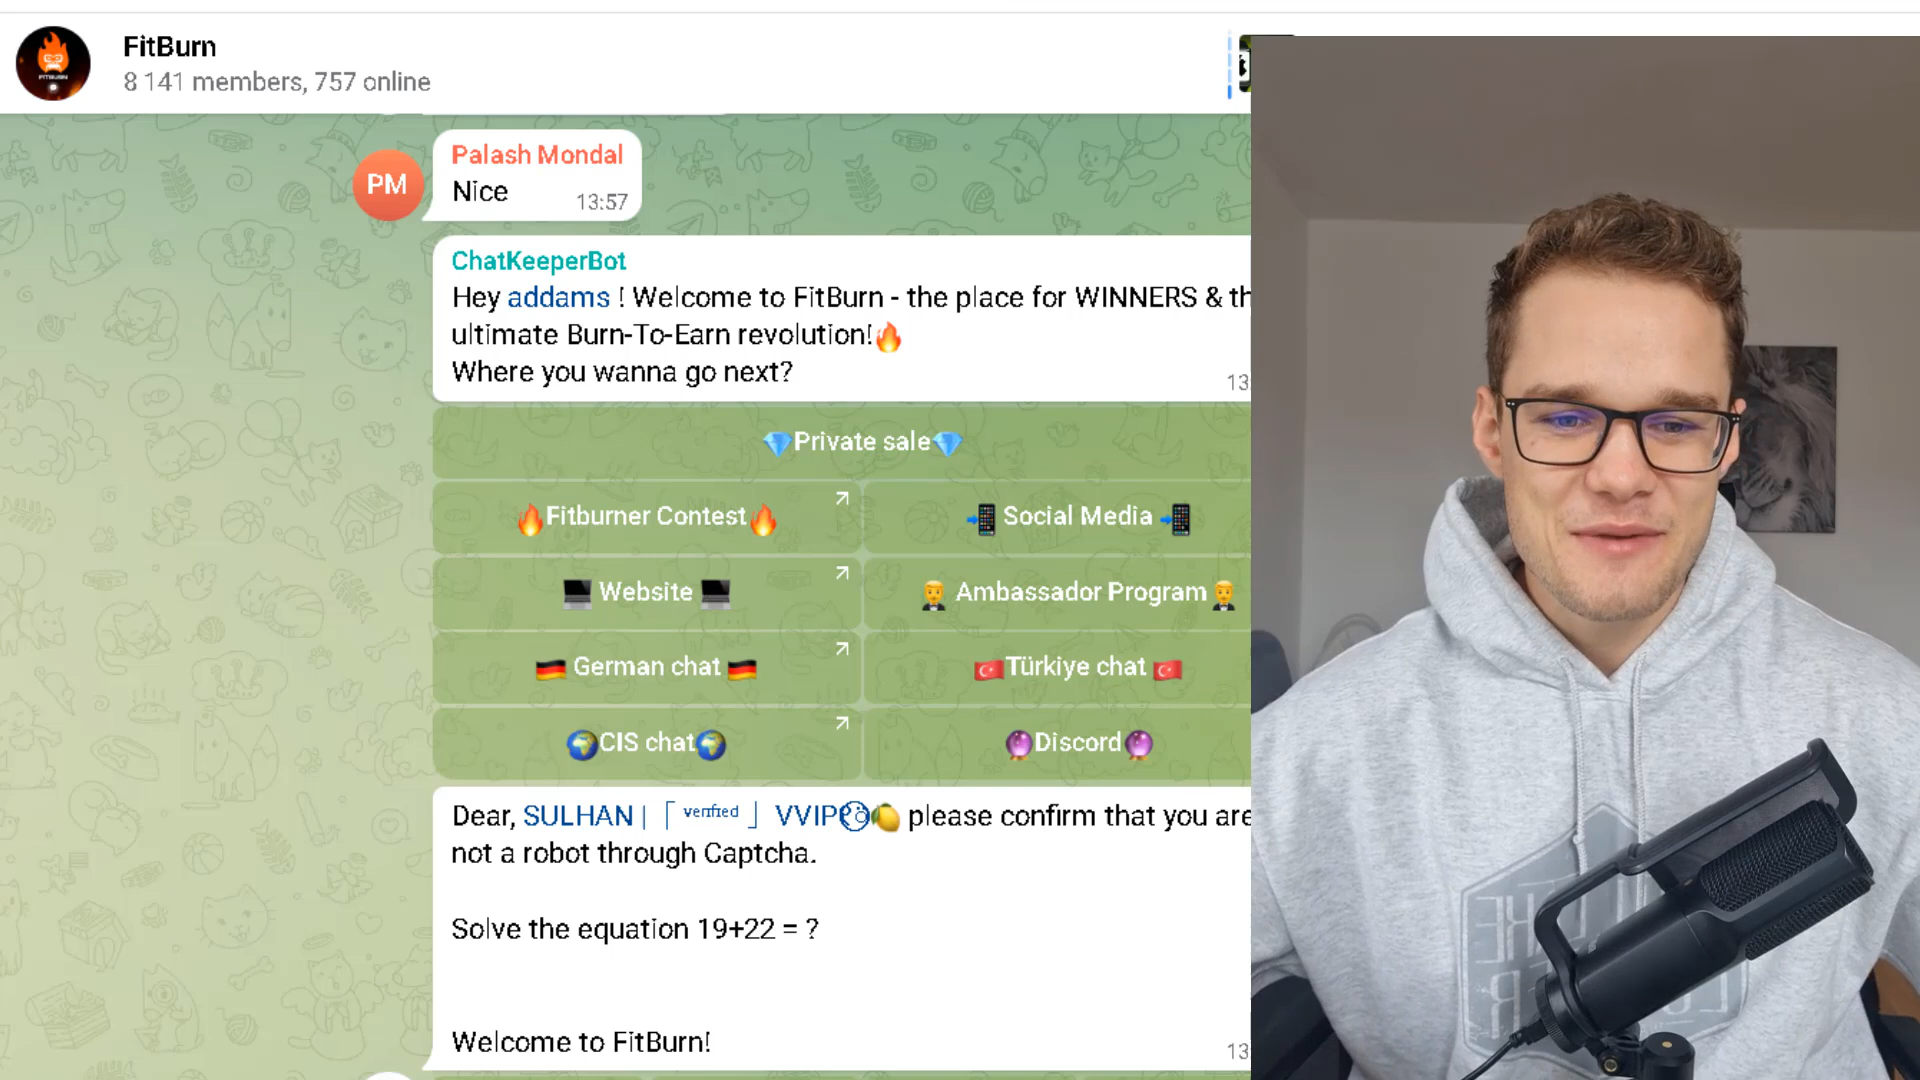 FitBurn
8 141 members, 757 online
PM
Palash Mondal
Nice
13:57
ChatKeeperBot
Hey addams ! Welcome to FitBurn - the place for WINNERS & th
ultimate Burn-To-Earn revolution!🔥
Where you wanna go next?
13
💎Private sale💎
🔥Fitburner Contest🔥
📲 Social Media 📲
💻 Website 💻
🤵 Ambassador Program🤵
🇩🇪 German chat 🇩🇪
🇹🇷Türkiye chat 🇹🇷
🌍CIS chat🌍
🔮Discord🔮
Dear, SULHAN | 「 verified 」 VVIP🍋 please confirm that you are
not a robot through Captcha.
Solve the equation 19+22 = ?
Welcome to FitBurn!
13